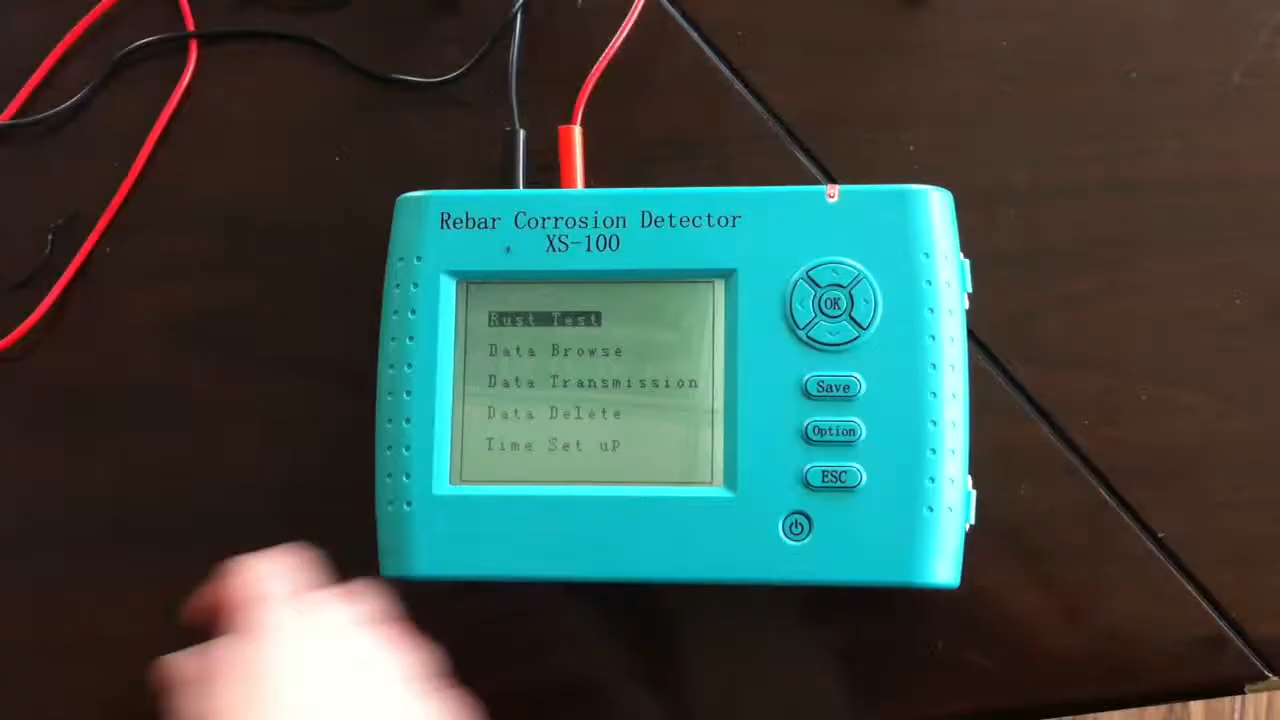 Rebar Corrosion Detector
XS-100
Rust Test
Data Browse
Data Transmission
Data Delete
Time Set uP
OK
Save
Option
ESC